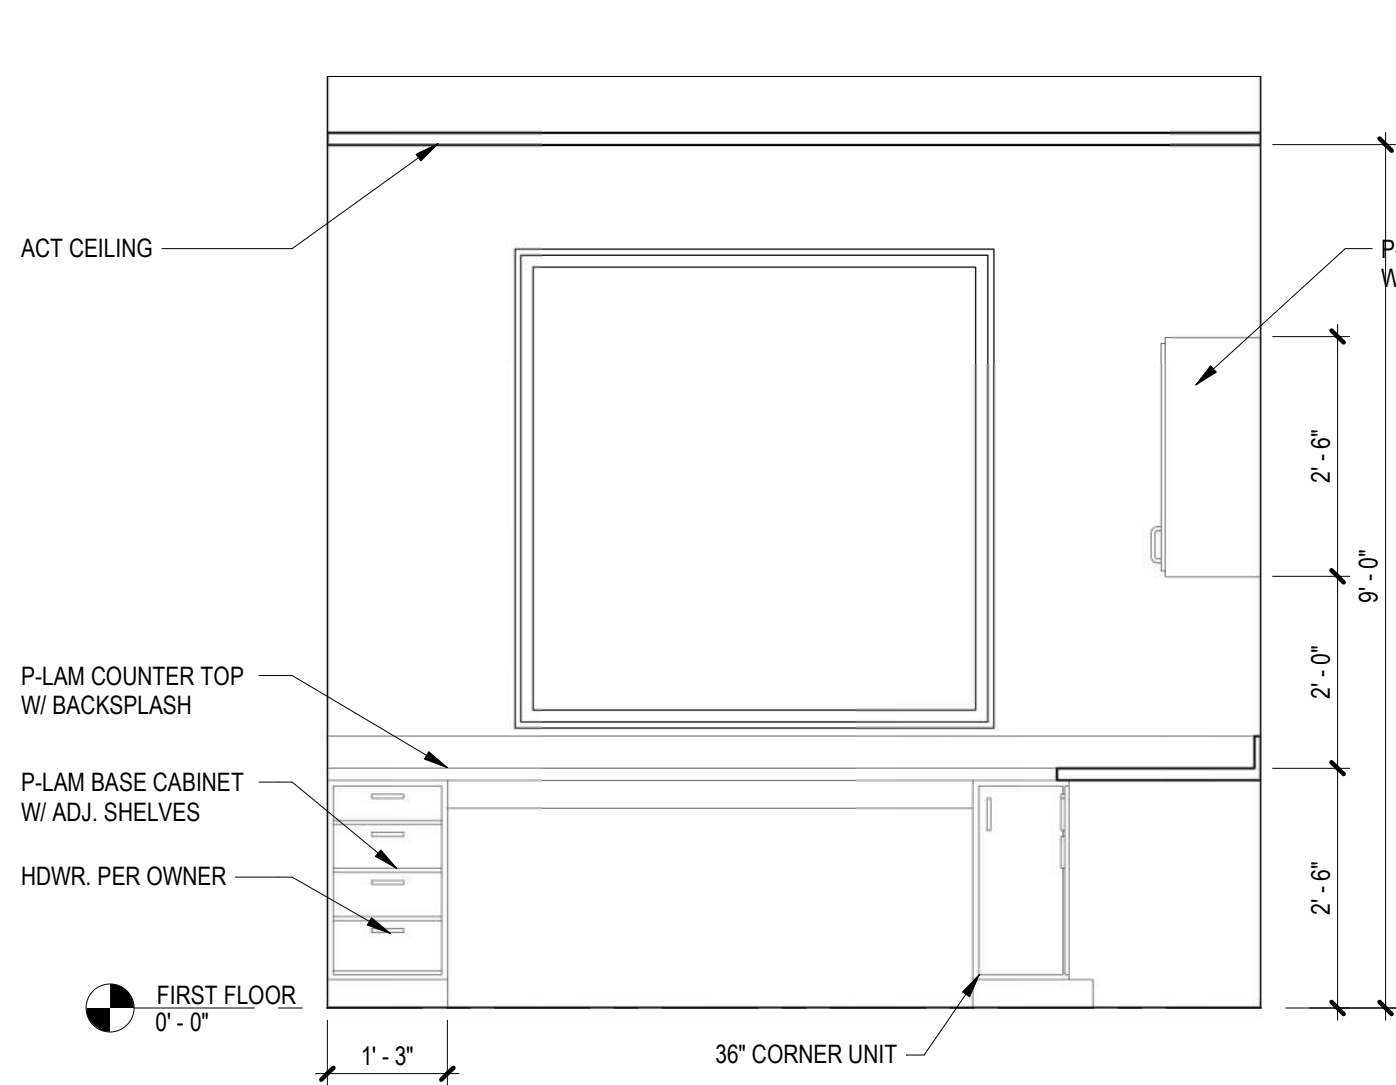 ACT CEILING
P
W
2' - 6"
9' - 0"
2' - 0"
P-LAM COUNTER TOP
W/ BACKSPLASH
P-LAM BASE CABINET
W/ ADJ. SHELVES
HDWR. PER OWNER
2' - 6"
FIRST FLOOR
0' - 0"
1' - 3"
36" CORNER UNIT